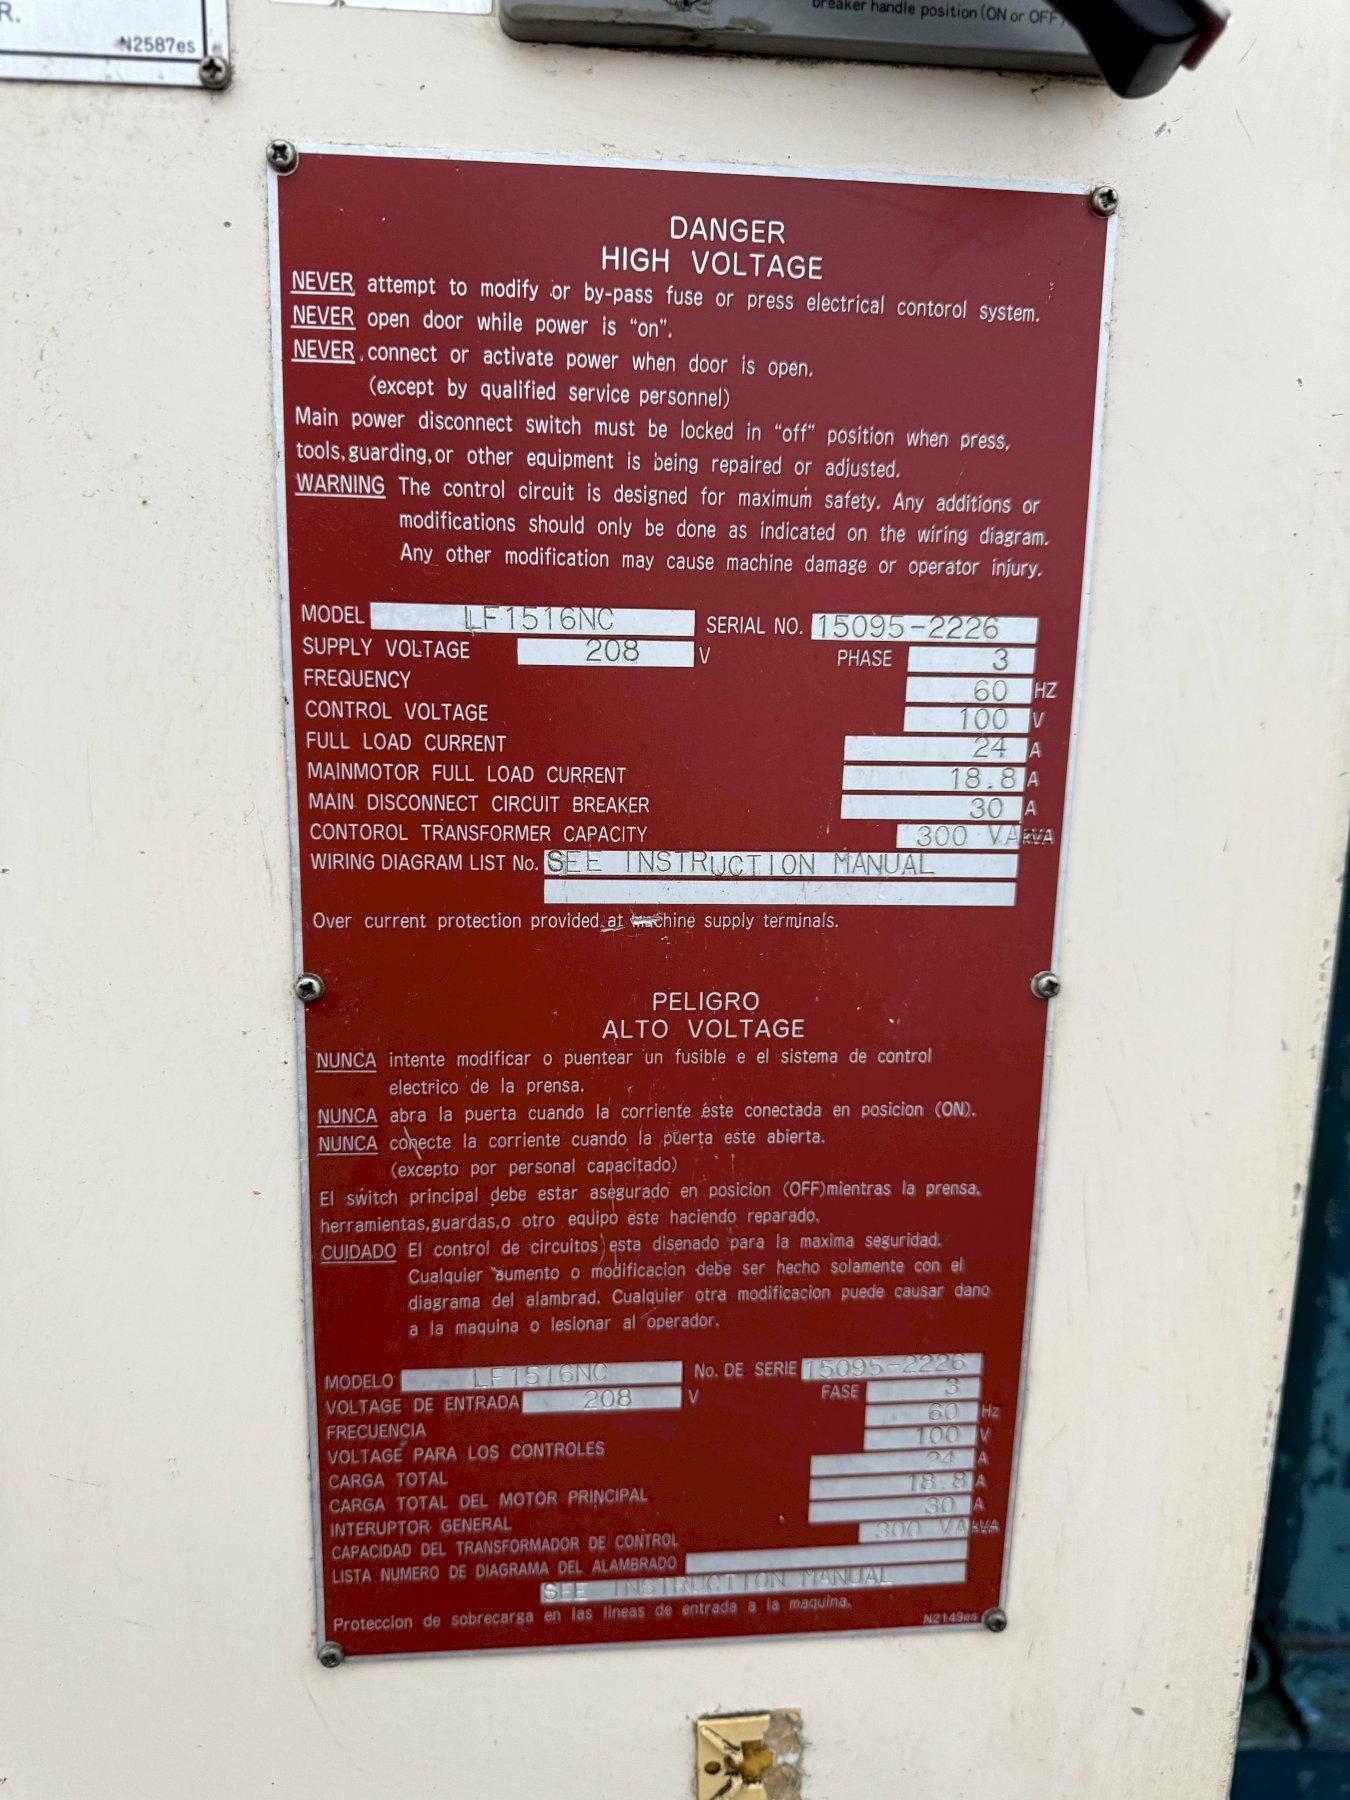 R.
N2587es
breaker handle position (ON or OFF)
DANGER
HIGH VOLTAGE
NEVER attempt to modify or by-pass fuse or press electrical contorol system.
NEVER open door while power is "on".
NEVER connect or activate power when door is open.
(except by qualified service personnel)
Main power disconnect switch must be locked in "off" position when press,
tools,guarding,or other equipment is being repaired or adjusted.
WARNING The control circuit is designed for maximum safety. Any additions or
modifications should only be done as indicated on the wiring diagram.
Any other modification may cause machine damage or operator injury.
MODEL LF1516NC SERIAL NO. 15095-2226
SUPPLY VOLTAGE 208 V PHASE 3
FREQUENCY 60 HZ
CONTROL VOLTAGE 100 V
FULL LOAD CURRENT 24 A
MAINMOTOR FULL LOAD CURRENT 18.8 A
MAIN DISCONNECT CIRCUIT BREAKER 30 A
CONTOROL TRANSFORMER CAPACITY 300 VA kVA
WIRING DIAGRAM LIST No. SEE INSTRUCTION MANUAL
Over current protection provided at machine supply terminals.
PELIGRO
ALTO VOLTAGE
NUNCA intente modificar o puentear un fusible e el sistema de control
electrico de la prensa.
NUNCA abra la puerta cuando la corriente éste conectada en posicion (ON).
NUNCA conecte la corriente cuando la puerta este abierta.
(excepto por personal capacitado)
El switch principal debe estar asegurado en posicion (OFF)mientras la prensa.
herramientas,guardas,o otro equipo este haciendo reparado.
CUIDADO El control de circuitos esta disenado para la maxima seguridad.
Cualquier aumento o modificacion debe ser hecho solamente con el
diagrama del alambrad. Cualquier otra modificacion puede causar dano
a la maquina o lesionar al operador.
MODELO LF1516NC No. DE SERIE 15095-2226
VOLTAGE DE ENTRADA 208 V FASE 3
FRECUENCIA 60 Hz
VOLTAGE PARA LOS CONTROLES 100 V
CARGA TOTAL 24 A
CARGA TOTAL DEL MOTOR PRINCIPAL 18.8 A
INTERUPTOR GENERAL 30 A
CAPACIDAD DEL TRANSFORMADOR DE CONTROL 300 VA kVA
LISTA NUMERO DE DIAGRAMA DEL ALAMBRADO
SEE INSTRUCTION MANUAL
Proteccion de sobrecarga en las lineas de entrada a la maquina.
N2149es